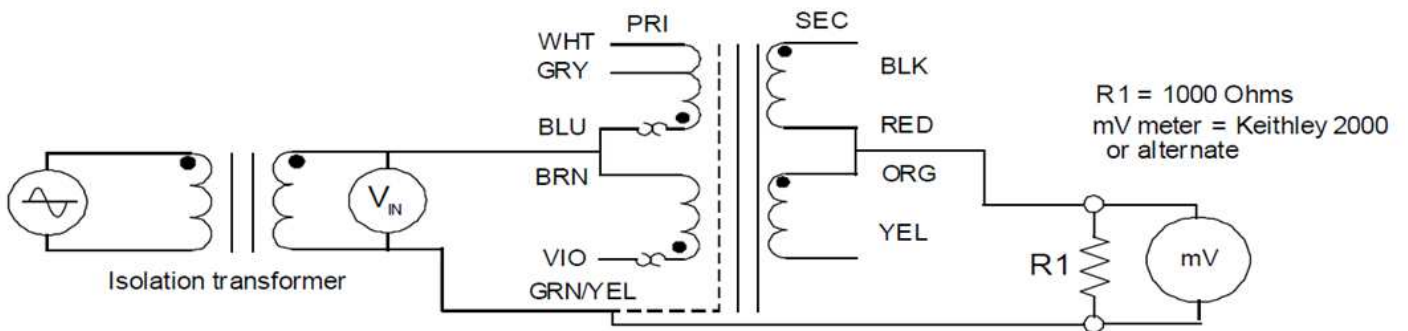 PRI
SEC
WHT
GRY
BLK
BLU
RED
BRN
ORG
VIO
YEL
GRN/YEL
V_IN
Isolation transformer
R1 = 1000 Ohms
mV meter = Keithley 2000
or alternate
R1
mV